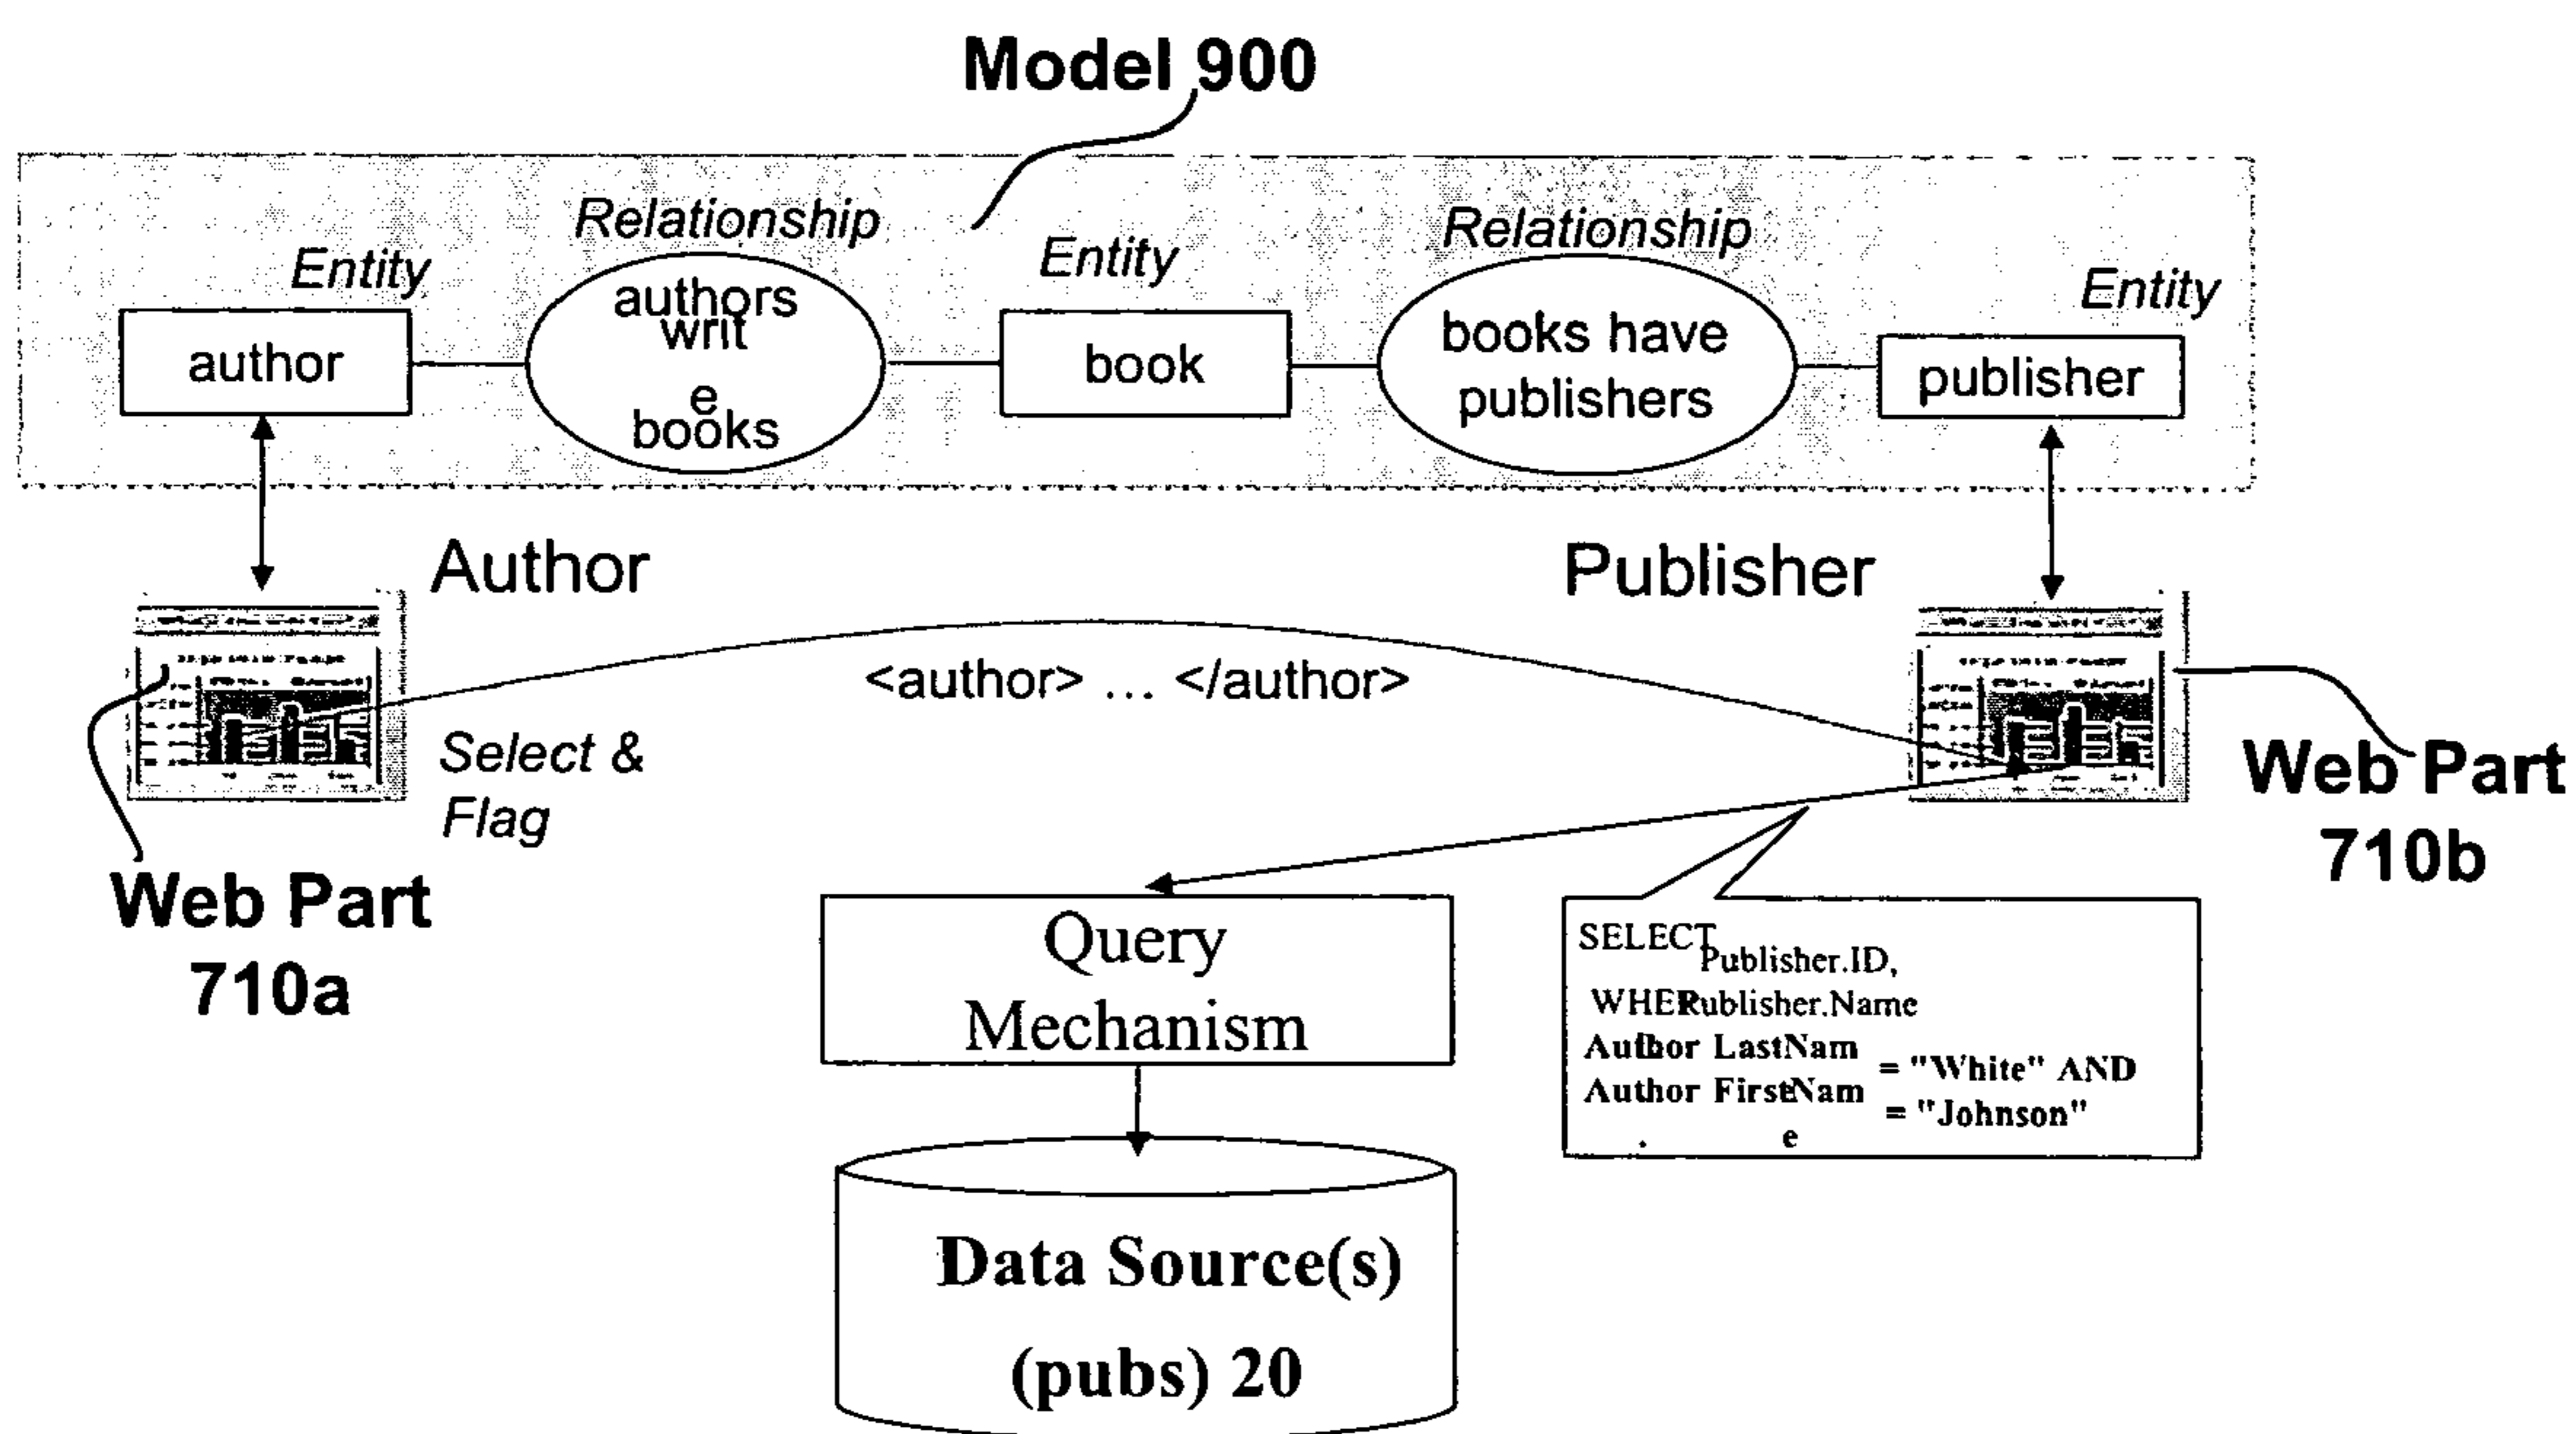 Model 900
Relationship
Relationship
Entity
Entity
Entity
author
authors
writ
e
books
book
books have
publishers
publisher
Author
Publisher
<author> ... </author>
Select &
Flag
Web Part
710a
Web Part
710b
Query
Mechanism
SELECT
Publisher.ID,
WHERublisher.Name
Author LastNam
= "White" AND
Author FirstNam
= "Johnson"
. e
Data Source(s)
(pubs) 20